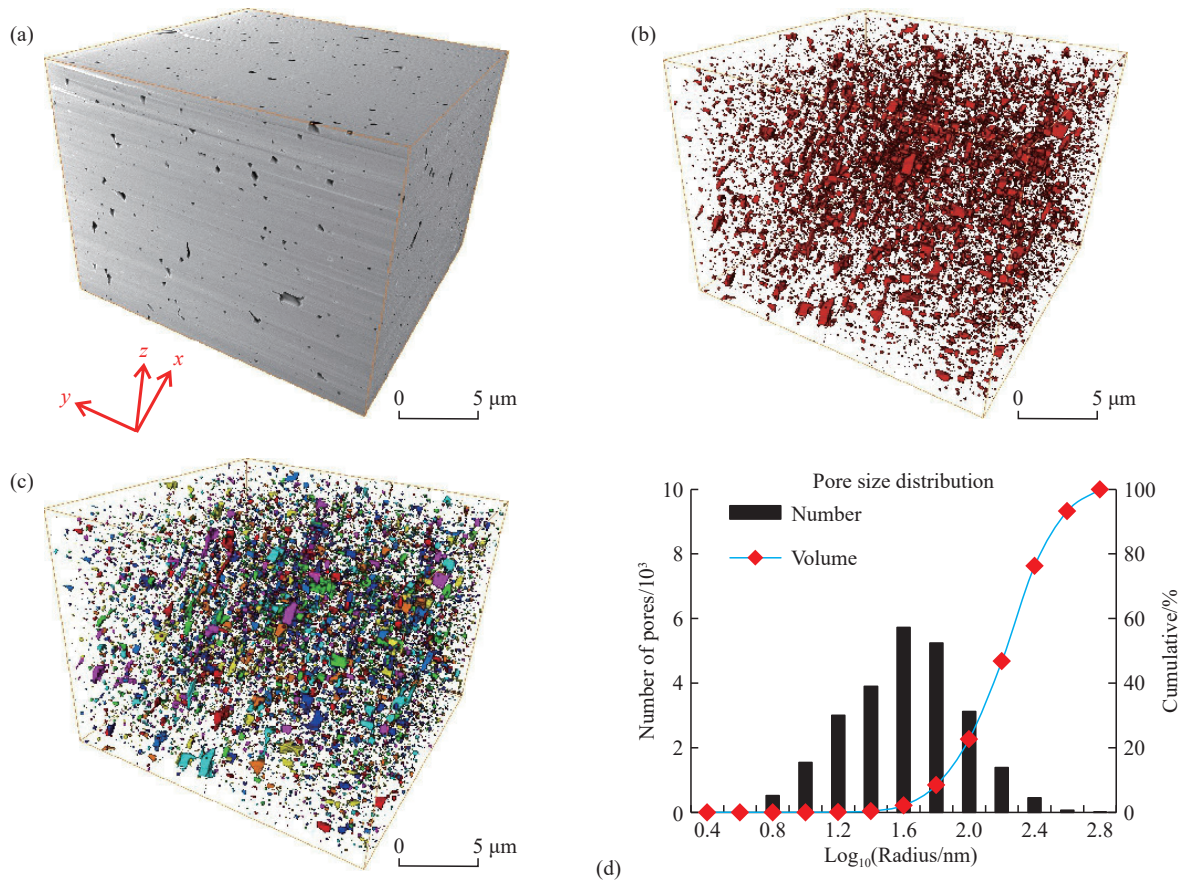 (a)
z
x
y
0
5 μm
(b)
0
5 μm
(c)
0
5 μm
Pore size distribution
Number
Volume
10
8
6
4
2
0
Number of pores/10³
100
80
60
40
20
0
Cumulative/%
0.4 0.8 1.2 1.6 2.0 2.4 2.8
Log₁₀(Radius/nm)
(d)